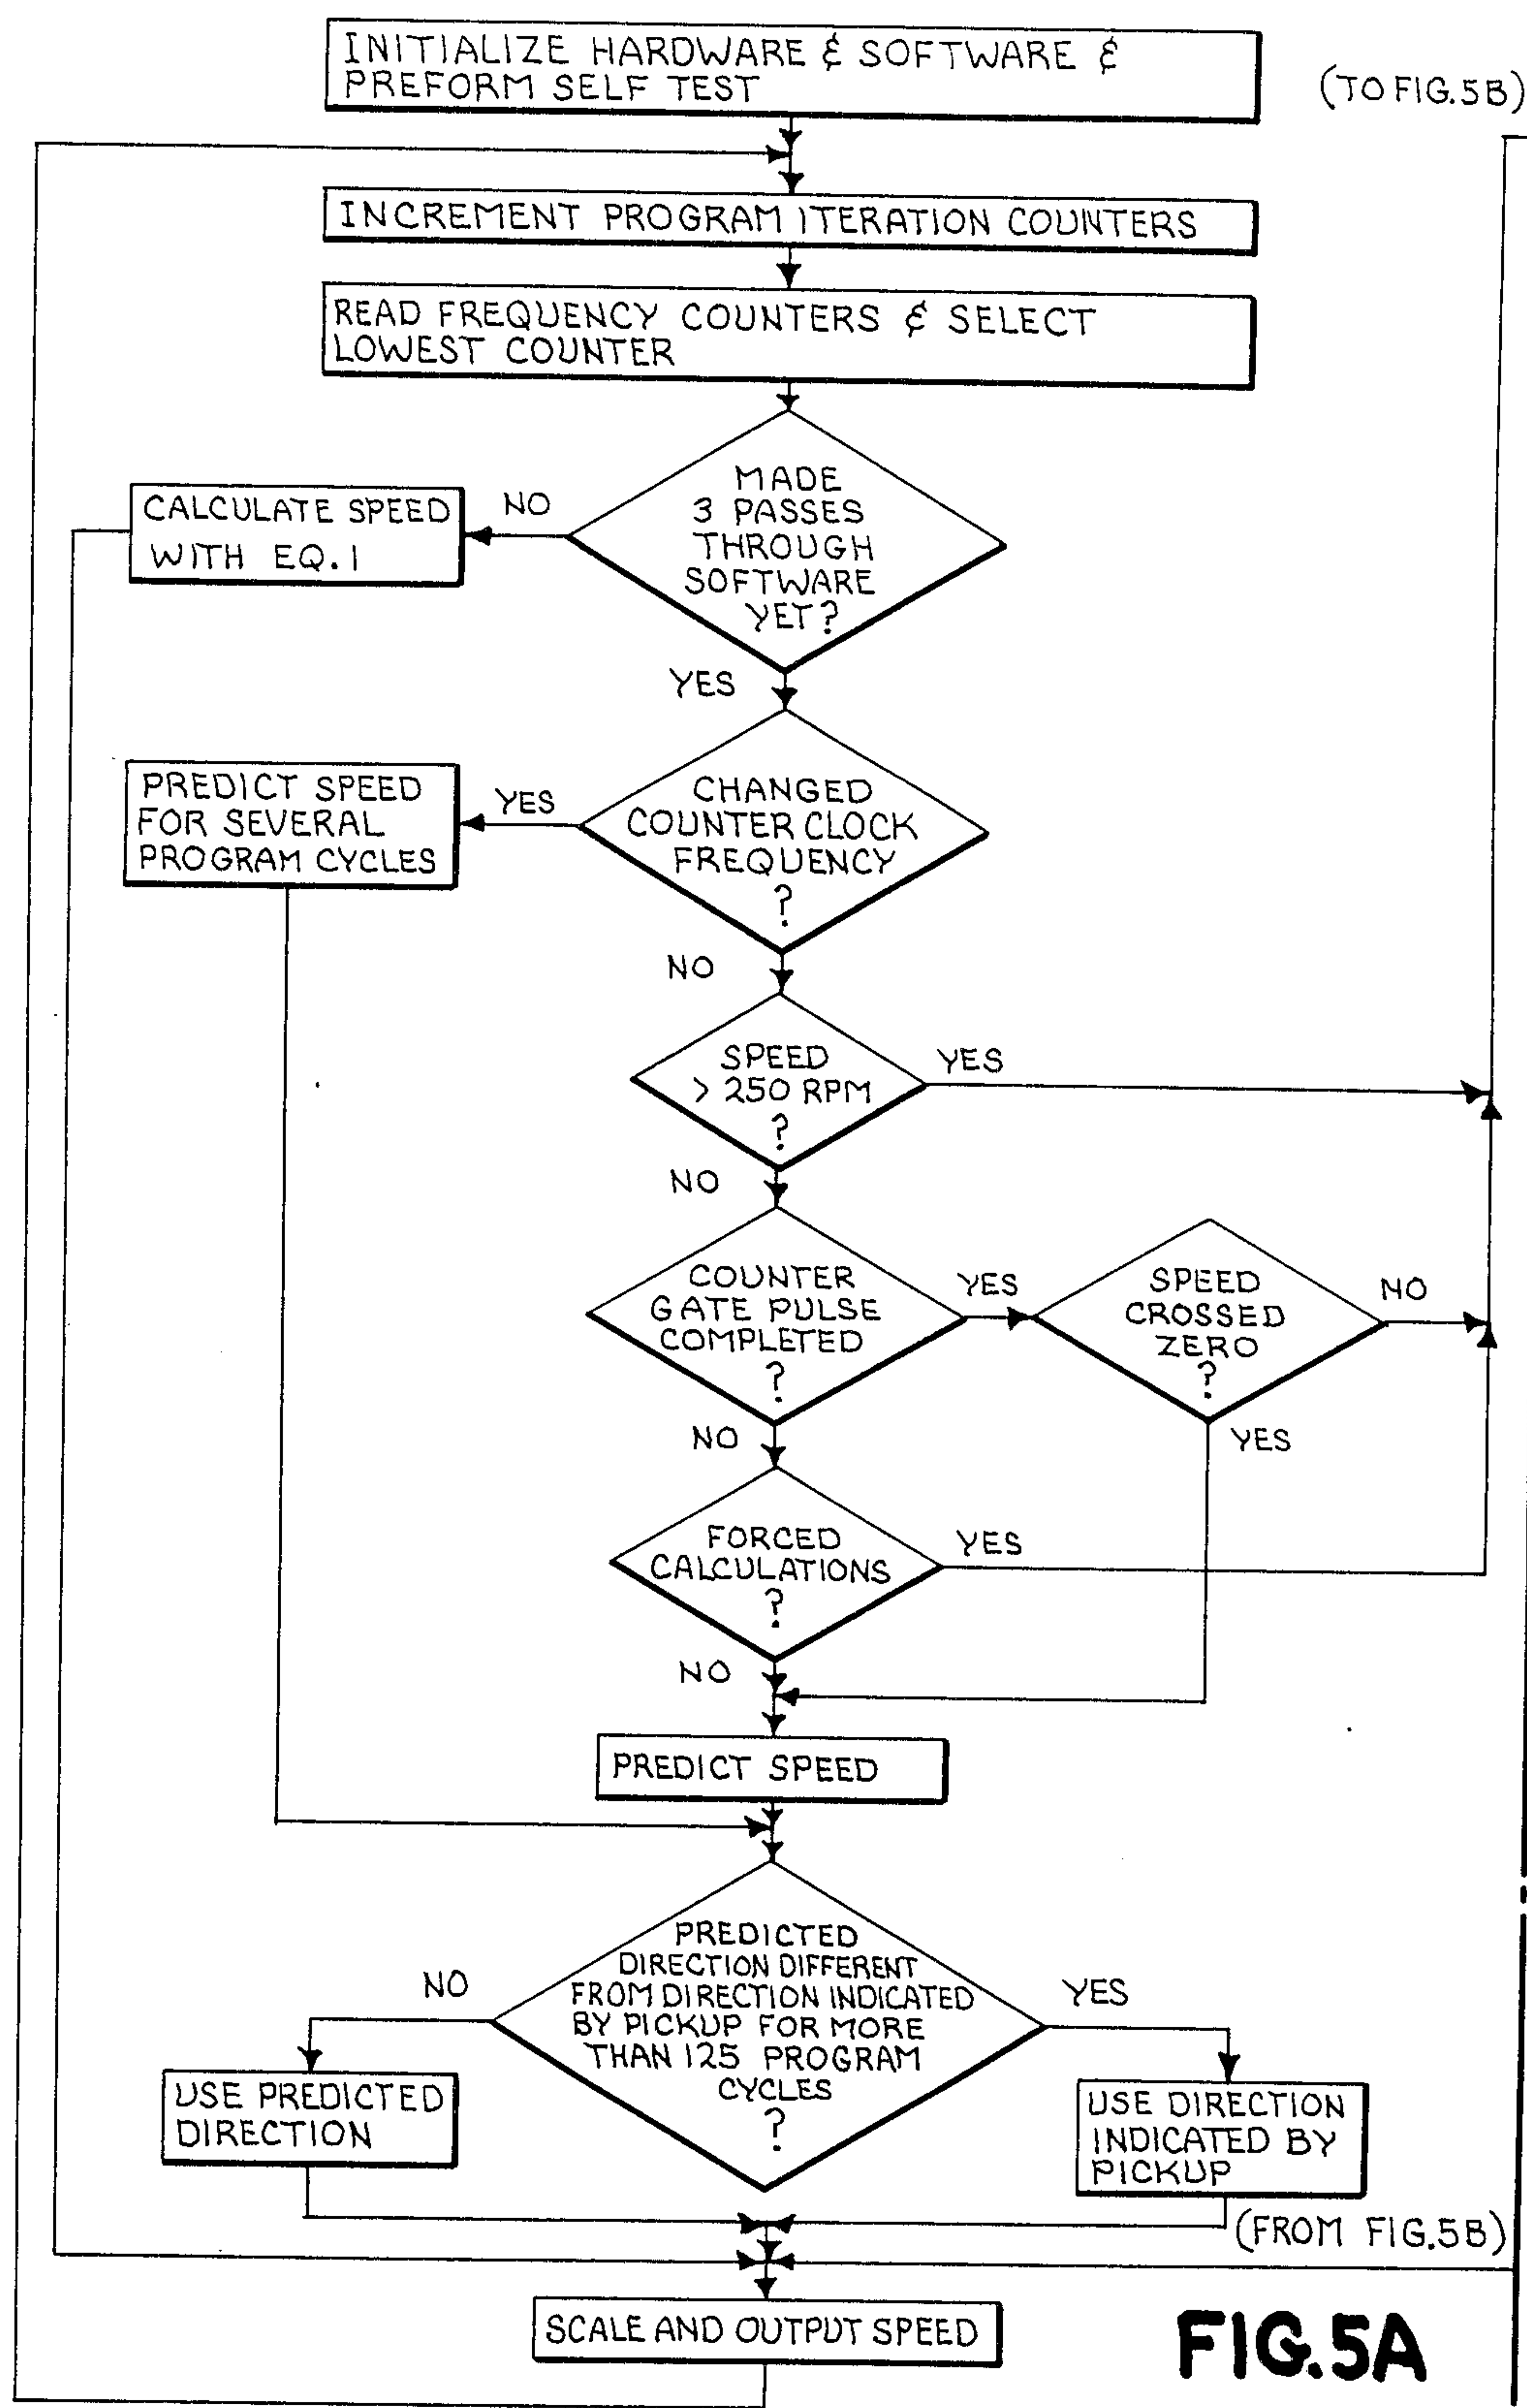 INITIALIZE HARDWARE & SOFTWARE &
PREFORM SELF TEST
(TO FIG.5B)
INCREMENT PROGRAM ITERATION COUNTERS
READ FREQUENCY COUNTERS & SELECT
LOWEST COUNTER
MADE
3 PASSES
THROUGH
SOFTWARE
YET?
NO
CALCULATE SPEED
WITH EQ.1
YES
CHANGED
COUNTER CLOCK
FREQUENCY
?
YES
PREDICT SPEED
FOR SEVERAL
PROGRAM CYCLES
NO
SPEED
> 250 RPM
?
YES
NO
COUNTER
GATE PULSE
COMPLETED
?
YES
SPEED
CROSSED
ZERO
?
NO
YES
NO
FORCED
CALCULATIONS
?
YES
NO
PREDICT SPEED
PREDICTED
DIRECTION DIFFERENT
FROM DIRECTION INDICATED
BY PICKUP FOR MORE
THAN 125 PROGRAM
CYCLES
?
NO
YES
USE PREDICTED
DIRECTION
USE DIRECTION
INDICATED BY
PICKUP
(FROM FIG.5B)
SCALE AND OUTPUT SPEED
FIG.5A